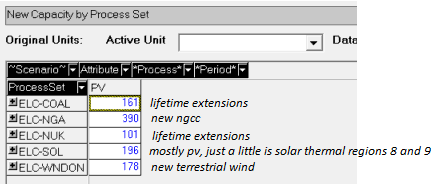 New Capacity by Process Set
Original Units: Active Unit Data
~Scenario~ Attribute *Process* *Period*
ProcessSet PV
ELC-COAL 161 lifetime extensions
ELC-NGA 390 new ngcc
ELC-NUK 101 lifetime extensions
ELC-SOL 196 mostly pv, just a little is solar thermal regions 8 and 9
ELC-WNDON 178 new terrestrial wind